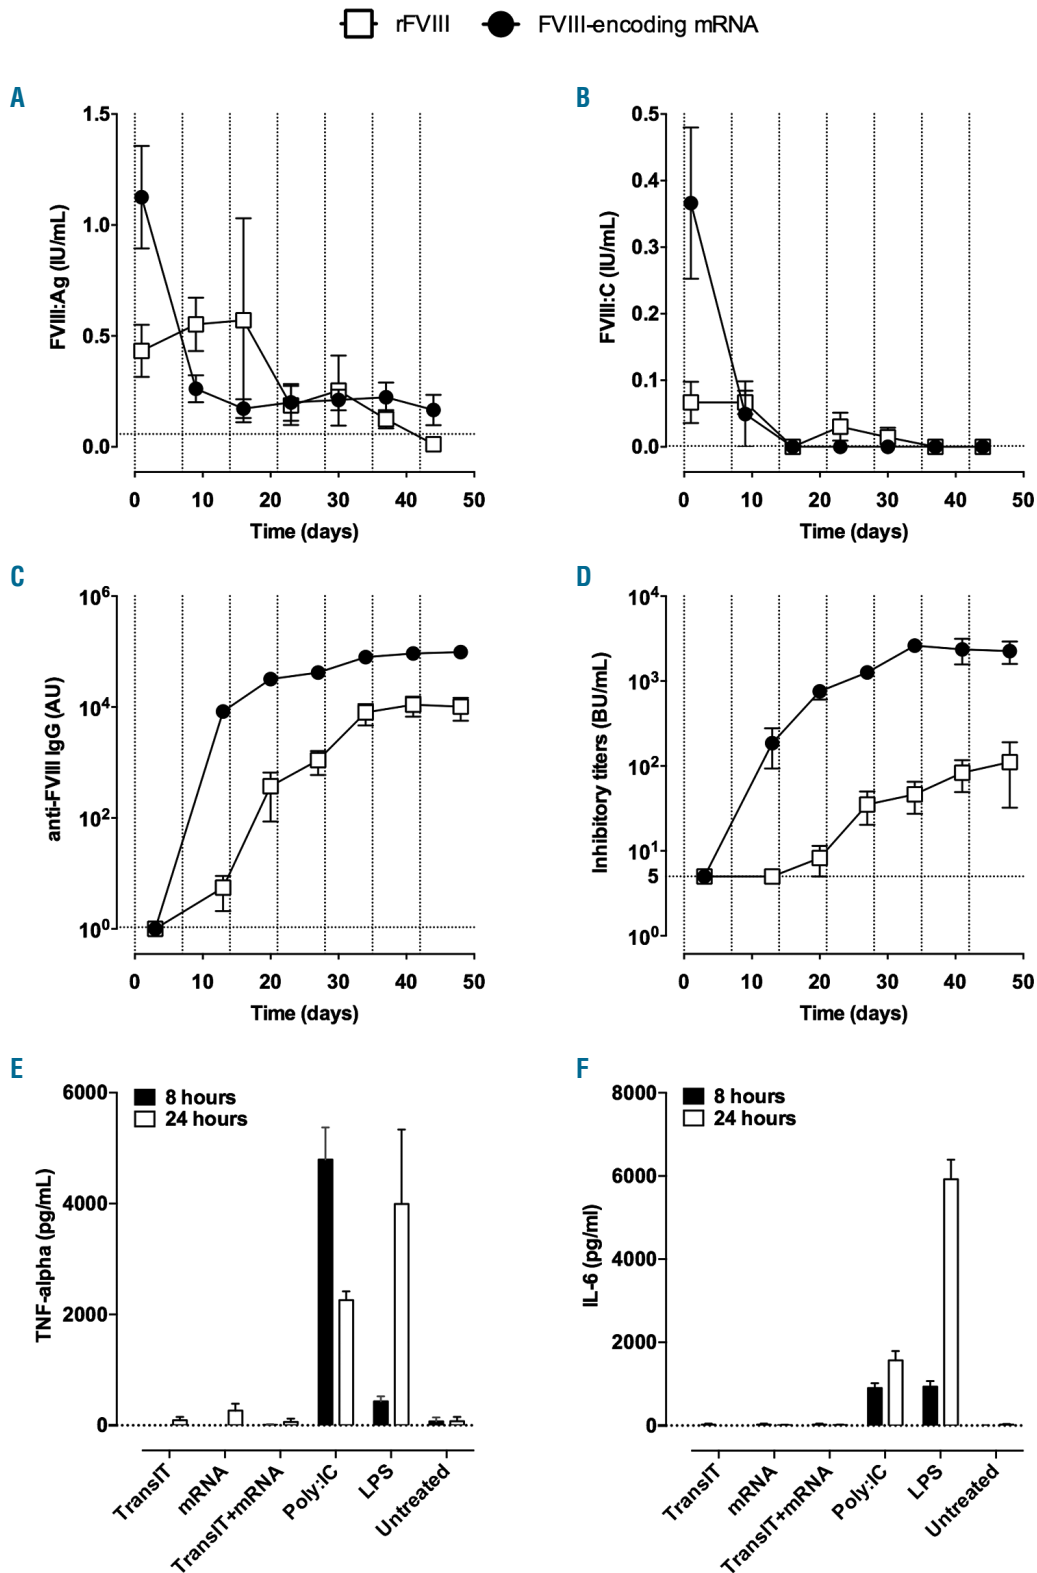 rFVIII FVIII-encoding mRNA
A
B
1.5
1.0
0.5
0.0
FVIII:Ag (IU/mL)
0 10 20 30 40 50
Time (days)
0.5
0.4
0.3
0.2
0.1
0.0
FVIII:C (IU/mL)
0 10 20 30 40 50
Time (days)
C
D
10^6
10^4
10^2
10^0
anti-FVIII IgG (AU)
0 10 20 30 40 50
Time (days)
10^4
10^3
10^2
10^1
5
10^0
Inhibitory titers (BU/mL)
0 10 20 30 40 50
Time (days)
E
F
6000
4000
2000
0
TNF-alpha (pg/mL)
8 hours
24 hours
TransIT
mRNA
TransIT+mRNA
Poly:IC
LPS
Untreated
8000
6000
4000
2000
0
IL-6 (pg/ml)
8 hours
24 hours
TransIT
mRNA
TransIT+mRNA
Poly:IC
LPS
Untreated